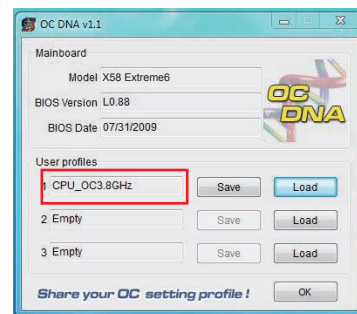 OC DNA v1.1
Mainboard
Model X58 Extreme6
BIOS Version L0.88
BIOS Date 07/31/2009
OC DNA
User profiles
1 CPU_OC3.8GHz Save Load
2 Empty Save Load
3 Empty Save Load
Share your OC setting profile! OK